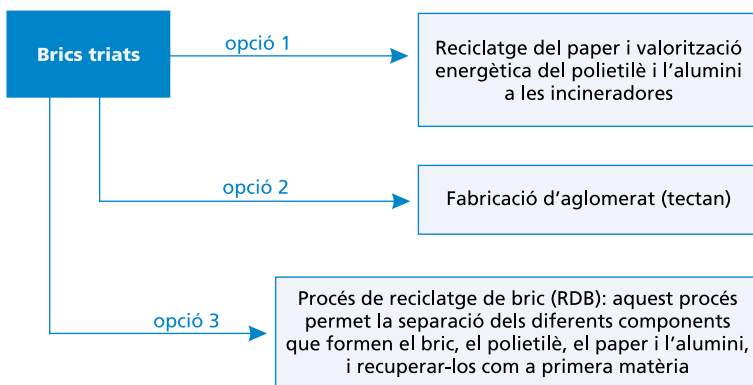 Brics triats
opció 1
Reciclatge del paper i valorització
energètica del polietilè i l'alumini
a les incineradores
opció 2
Fabricació d'aglomerat (tectan)
opció 3
Procés de reciclatge de bric (RDB): aquest procés
permet la separació dels diferents components
que formen el bric, el polietilè, el paper i l'alumini,
i recuperar-los com a primera matèria